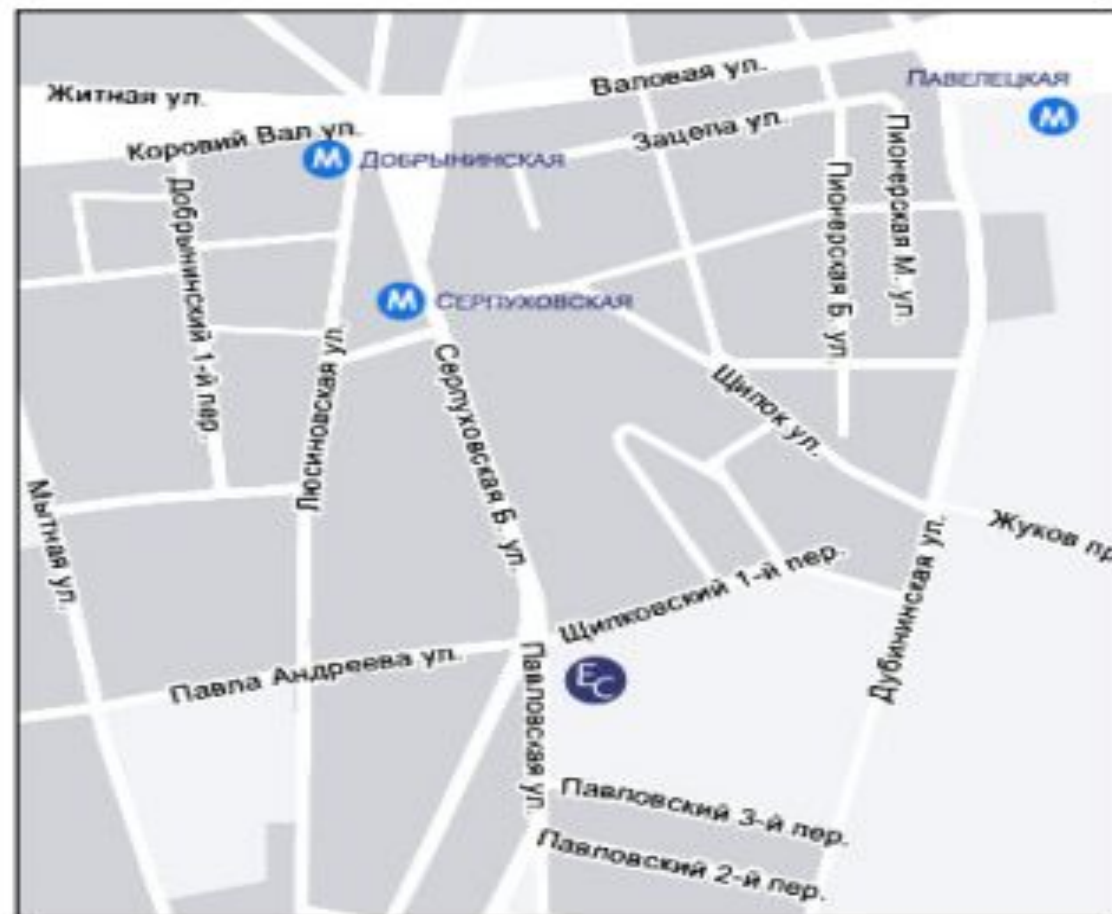 Житная ул.
Валовая ул.
ПАВЕЛЕЦКАЯ
М
Коровий Вал ул.
М ДОБРЫНИНСКАЯ
Зацепа ул.
Пионерская М. ул.
Пионерская Б. ул.
Добрынинский 1-й пер.
М СЕРПУХОВСКАЯ
Люсиновская ул.
Серпуховская Б. ул.
Щипок ул.
Мытная ул.
Жуков пр
Дубининская ул.
Щипковский 1-й пер.
Павла Андреева ул.
Павловская ул.
ЕС
Павловский 3-й пер.
Павловский 2-й пер.